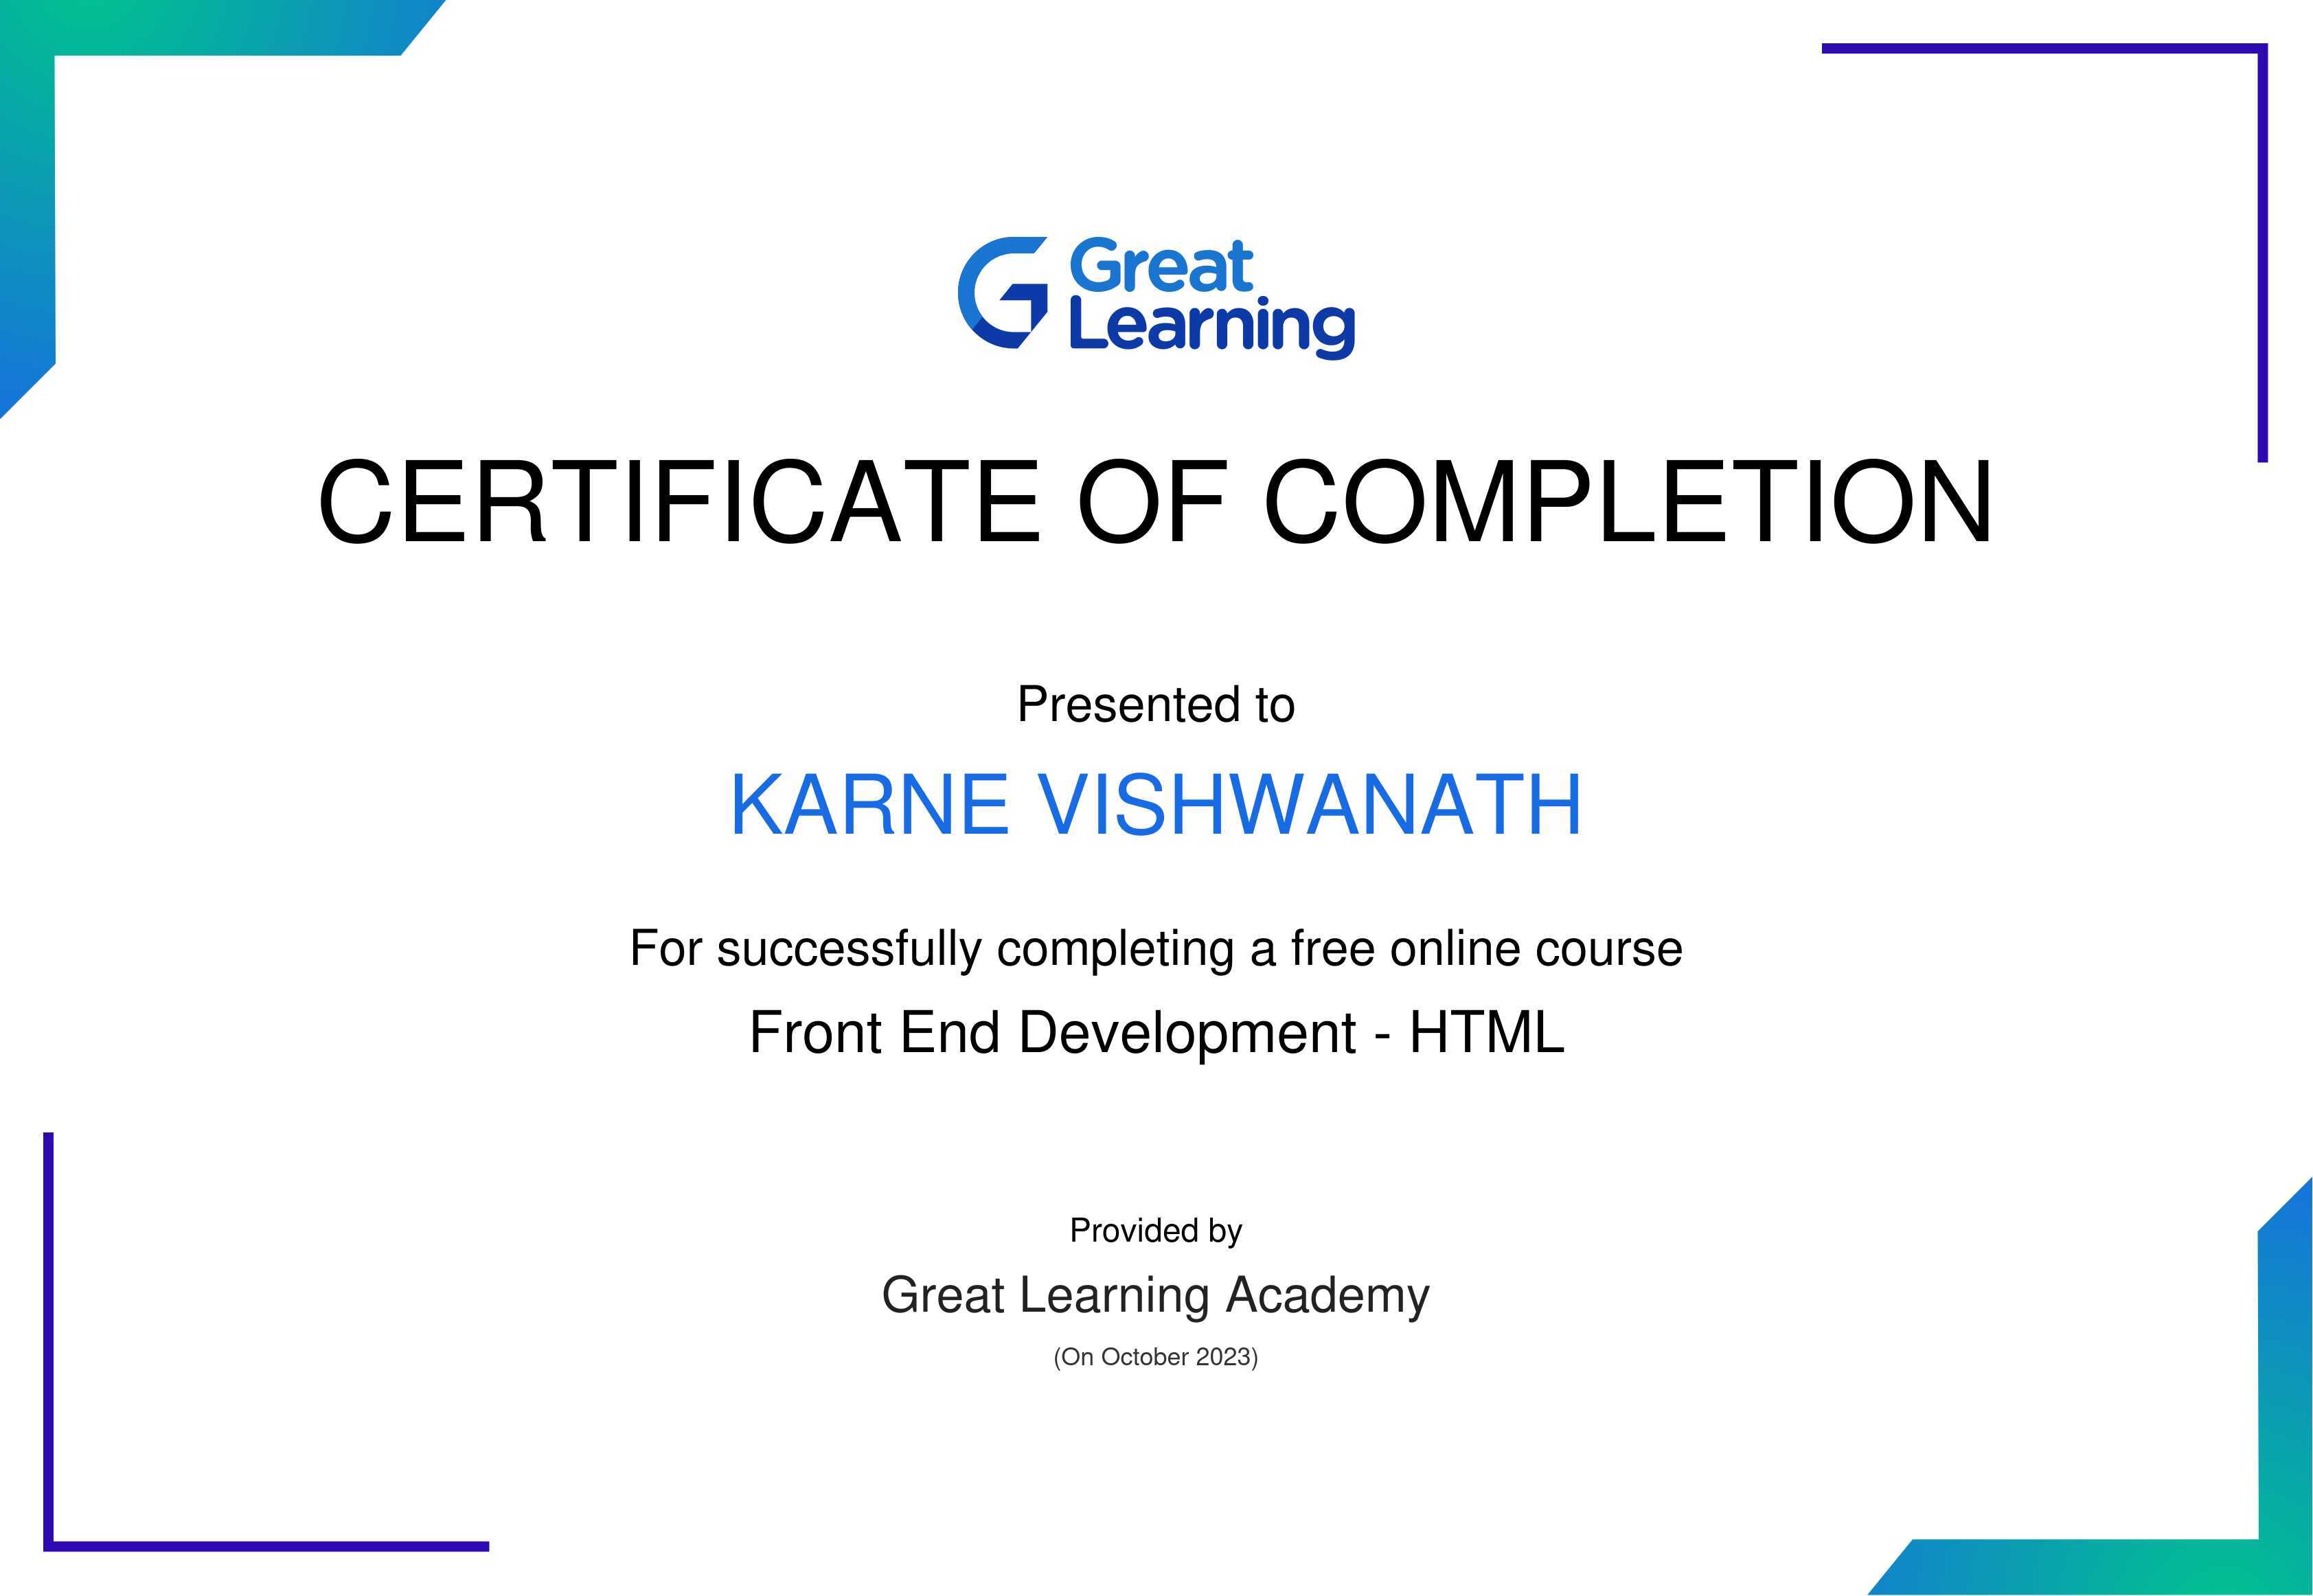 Great
Learning
CERTIFICATE OF COMPLETION
Presented to
KARNE VISHWANATH
For successfully completing a free online course
Front End Development - HTML
Provided by
Great Learning Academy
(On October 2023)